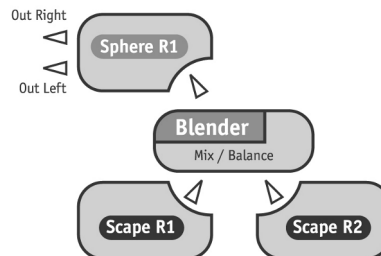 Out Right
Sphere R1
Out Left
Blender
Mix / Balance
Scape R1
Scape R2